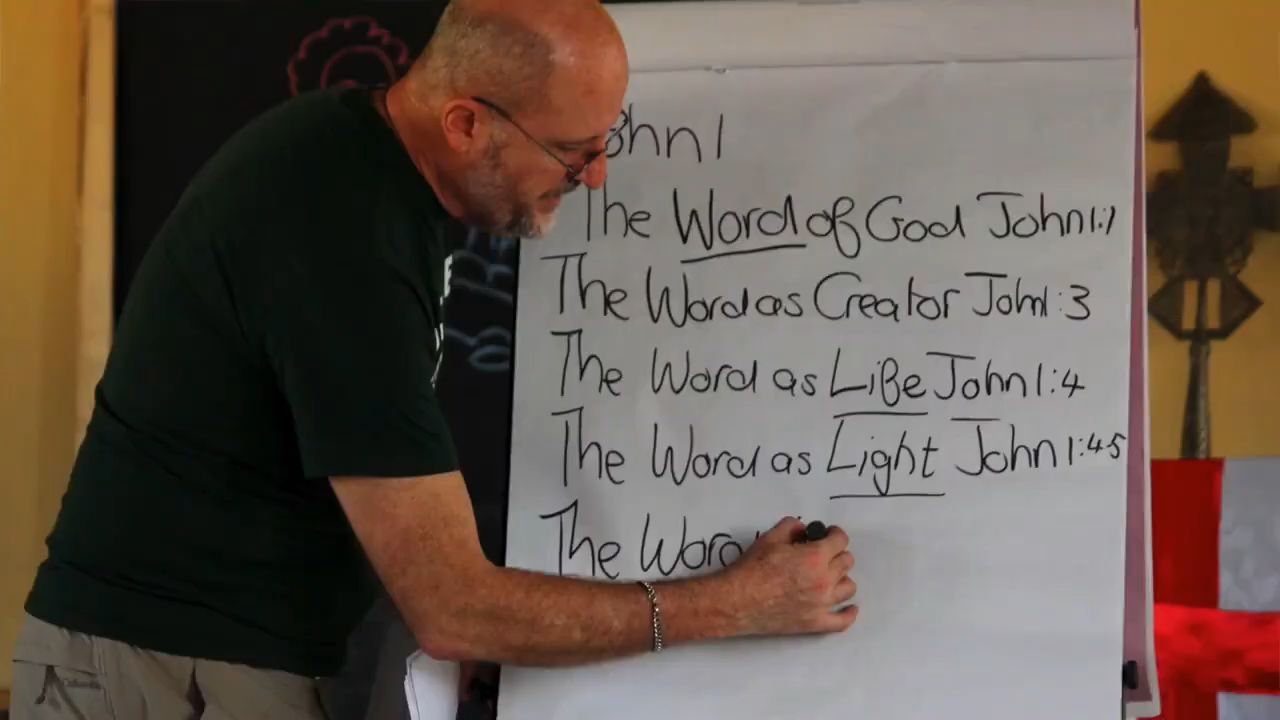 John 1
The Word of God John 1:1
The Word as Creator John 1:3
The Word as Life John 1:4
The Word as Light John 1:4-5
The Word
Columbia